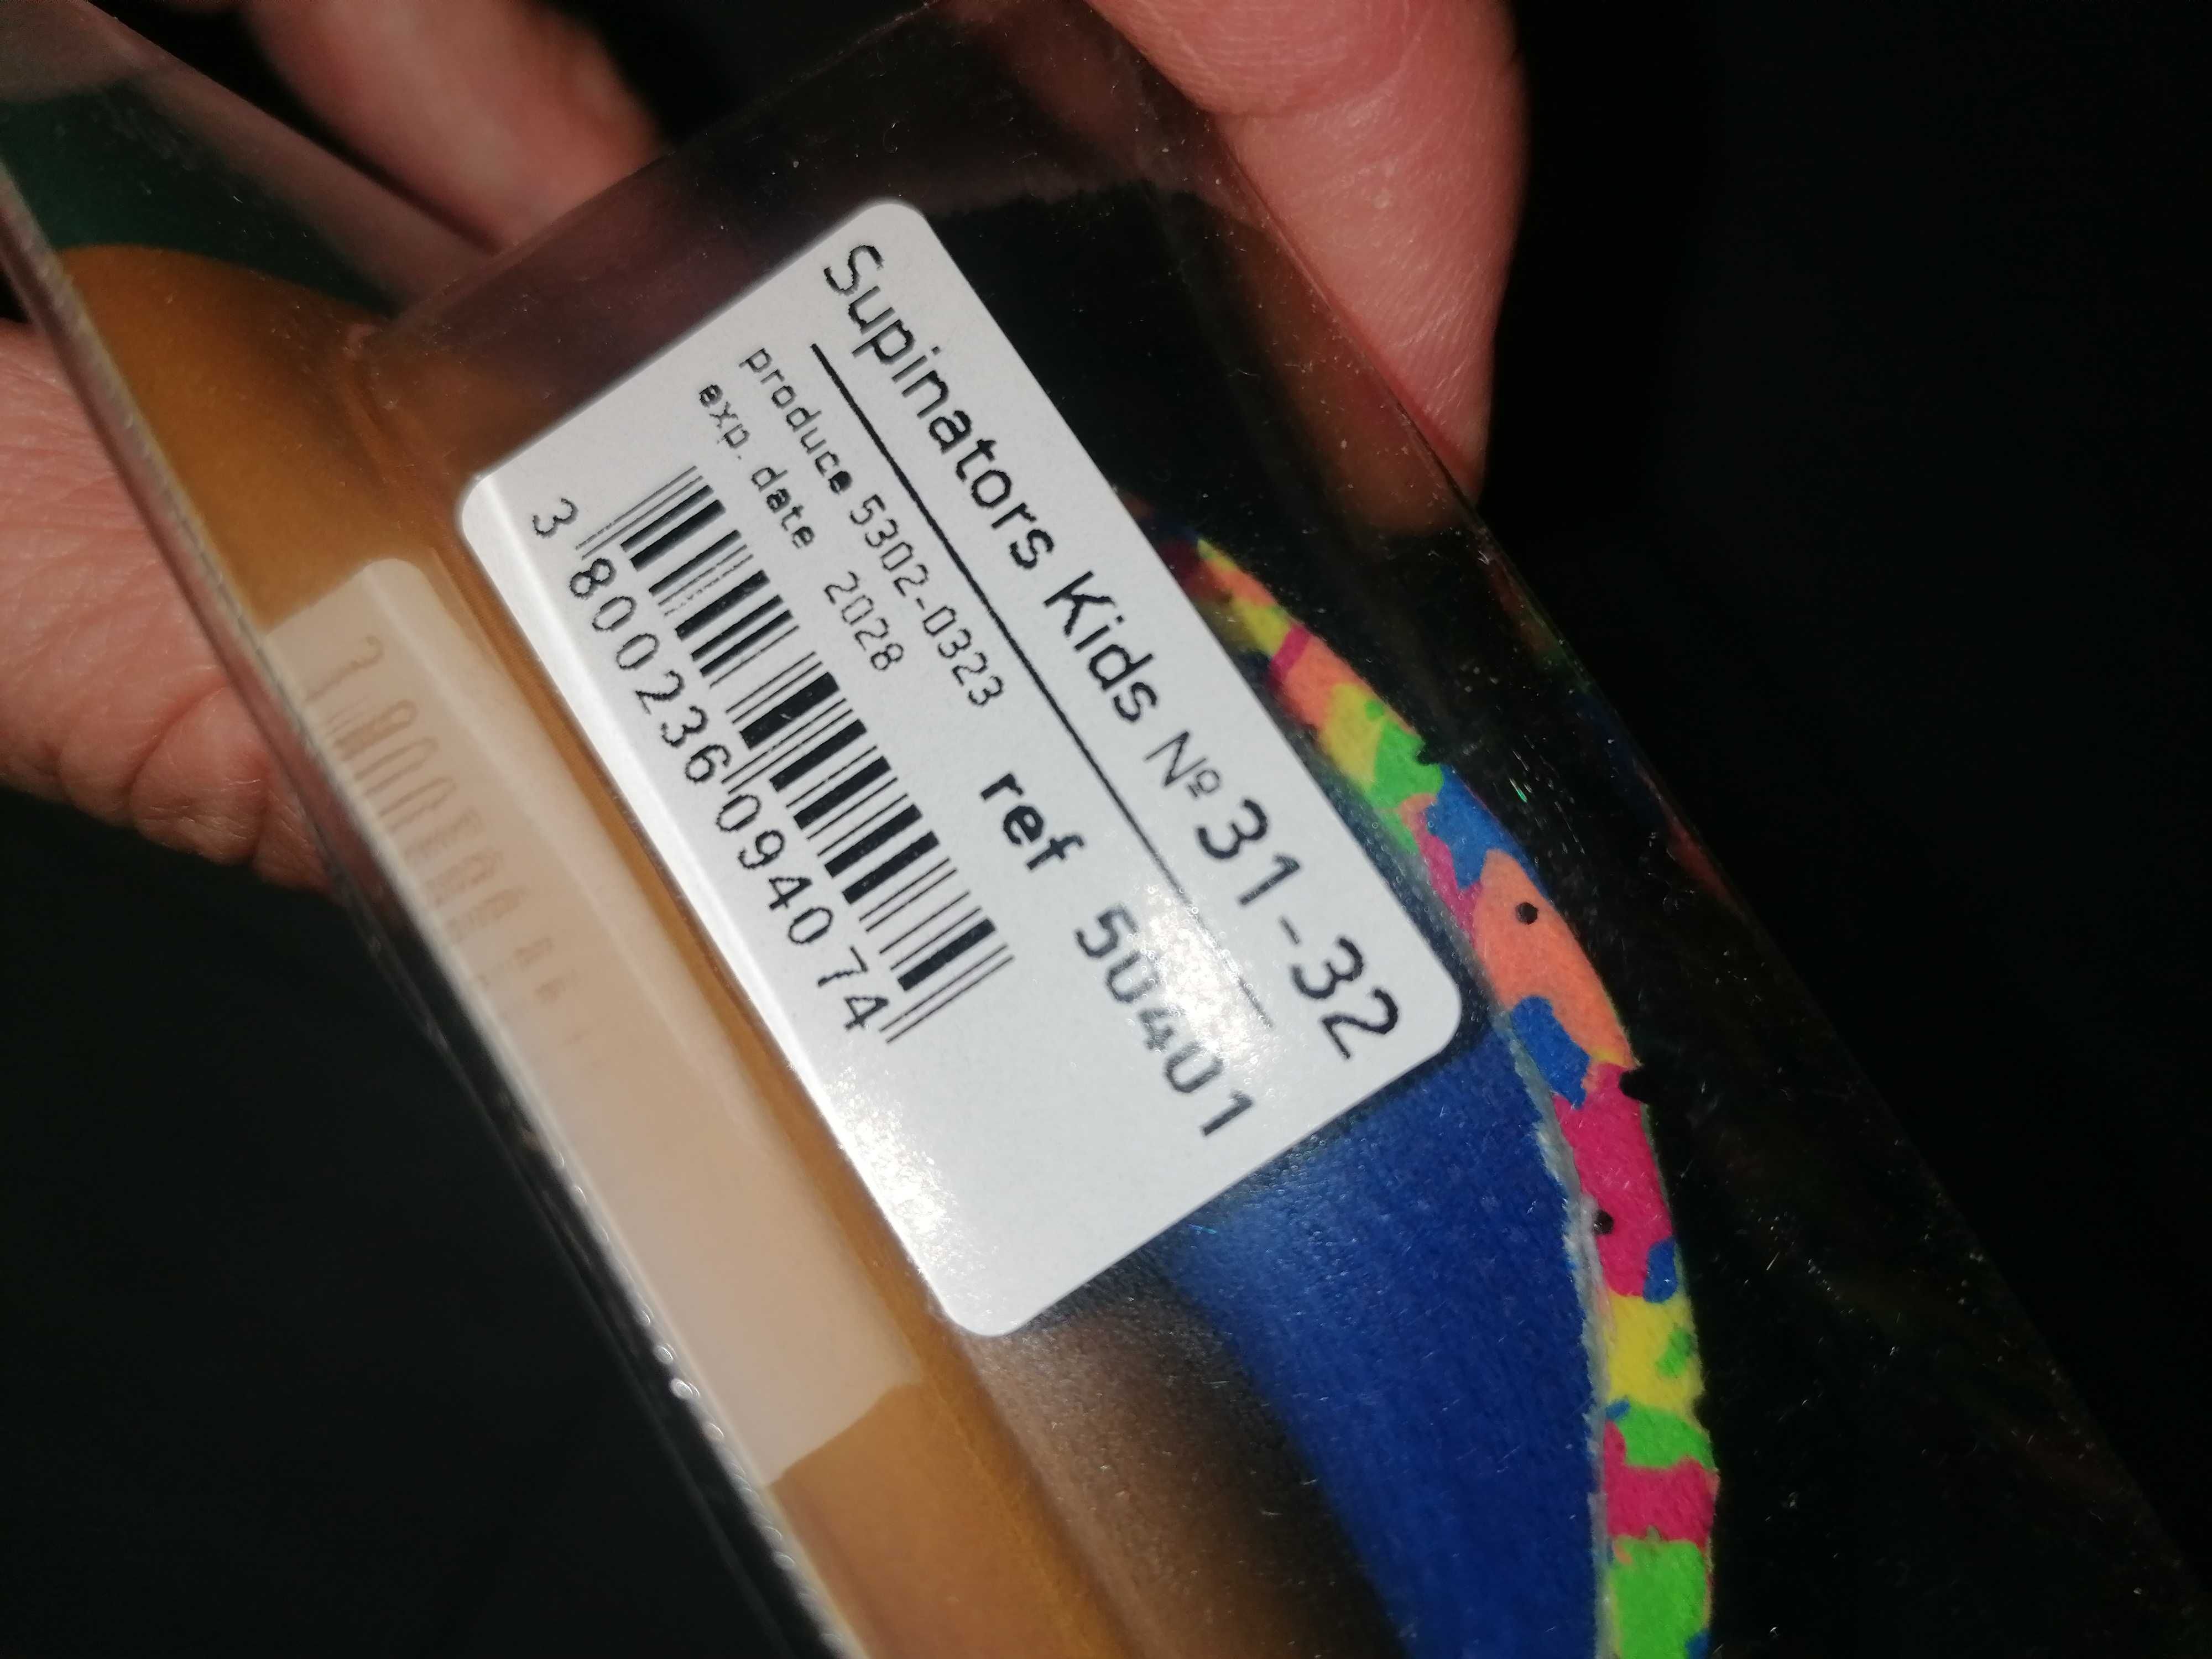 Supinators Kids № 31-32
produce 5302-0323
exp. date 2028
ref 50401
3 800236 094074